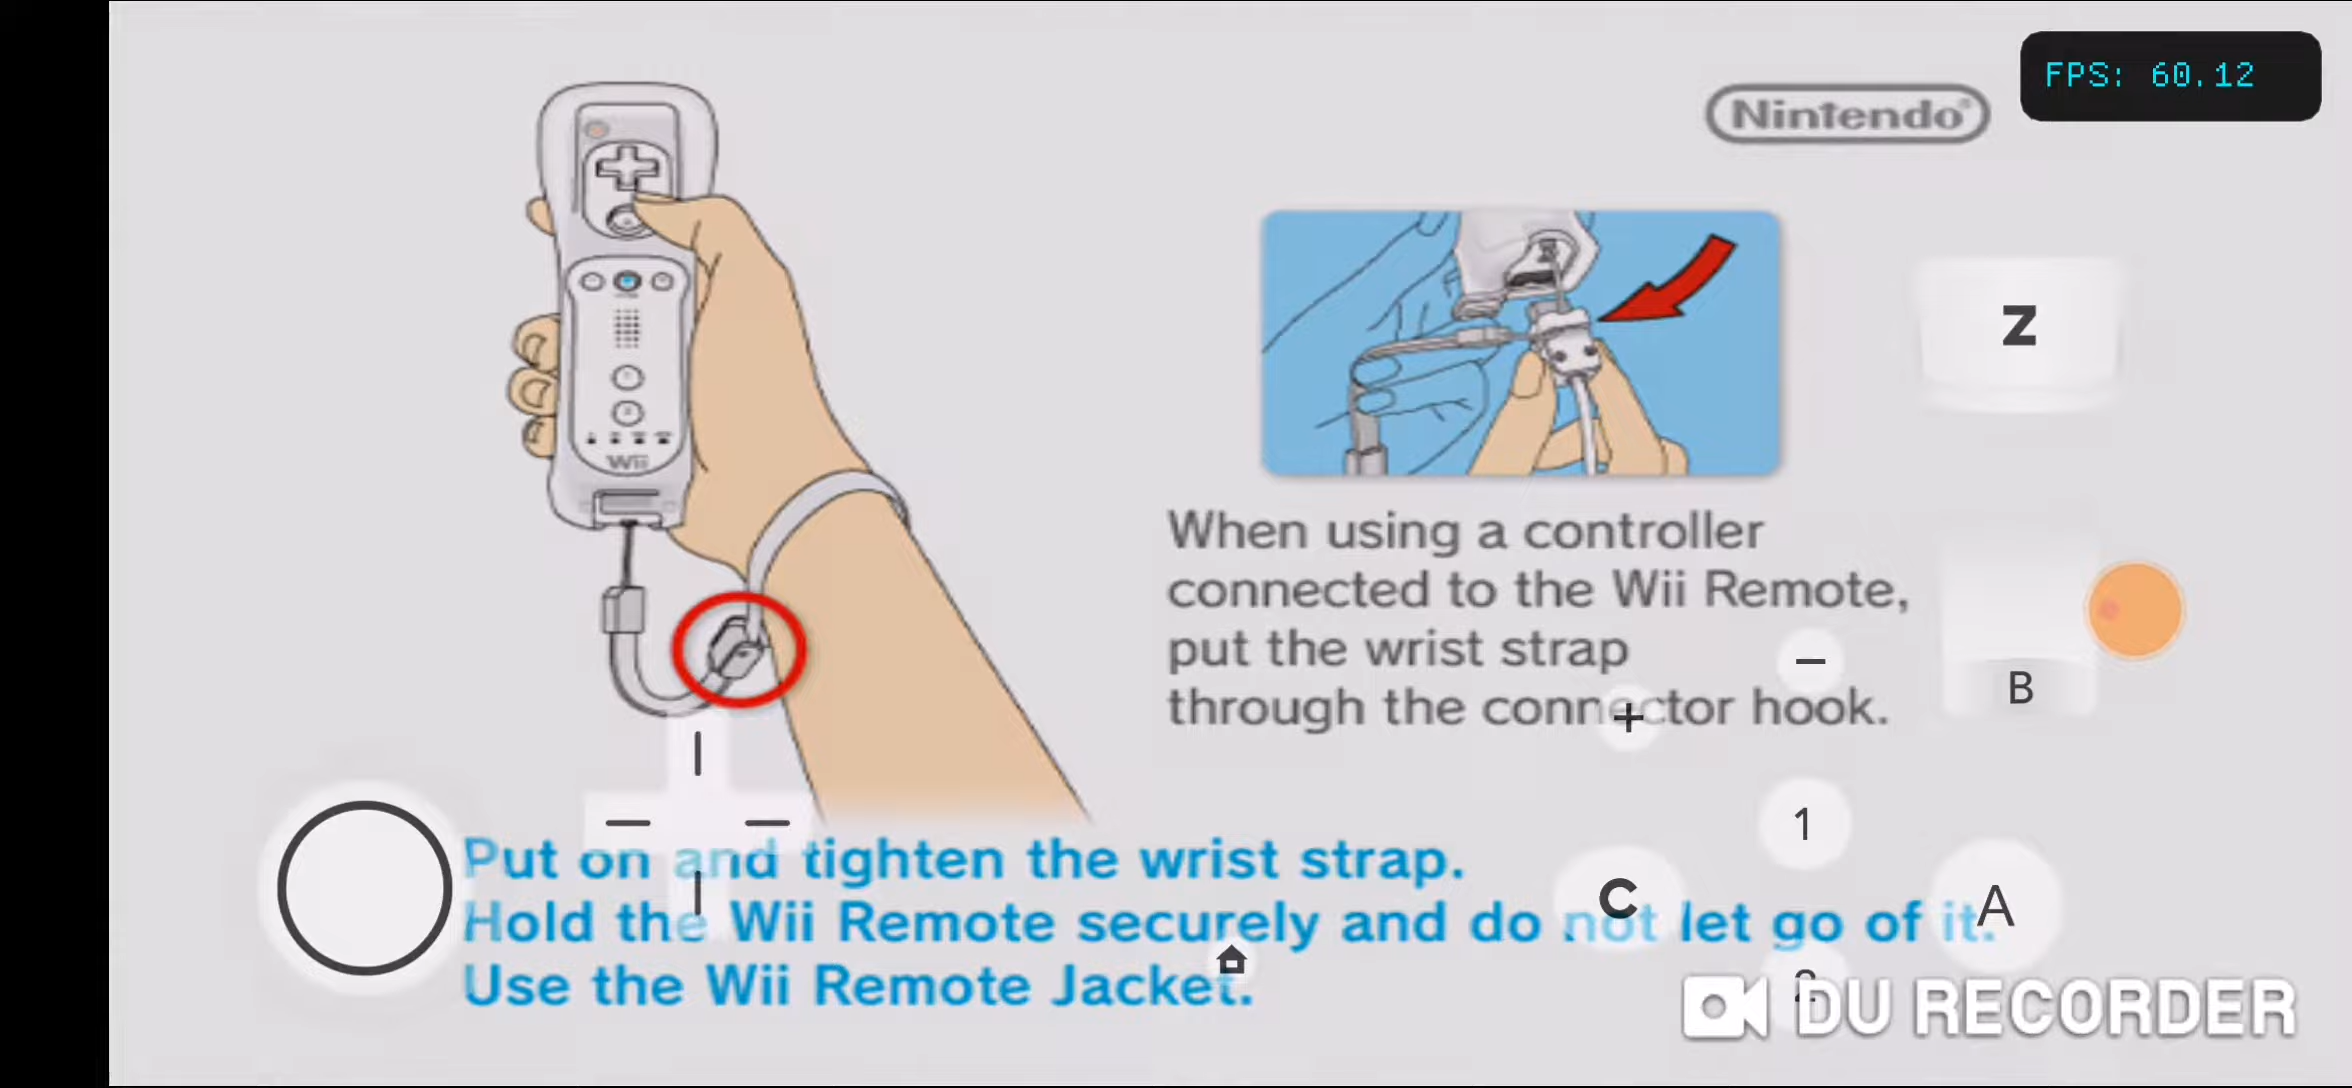 FPS: 60.12
Nintendo®
Z
Wii
When using a controller
connected to the Wii Remote,
put the wrist strap
through the connector hook.
−
+
B
1
Put on and tighten the wrist strap.
Hold the Wii Remote securely and do not let go of it.
Use the Wii Remote Jacket.
C
A
2
DU RECORDER